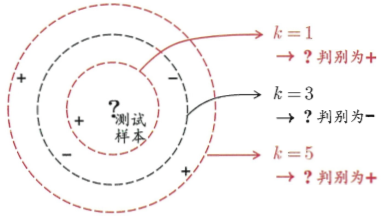 k = 1
→ ? 判别为+
+
−
?
测试
样本
+
k = 3
→ ? 判别为−
−
+
k = 5
→ ? 判别为+